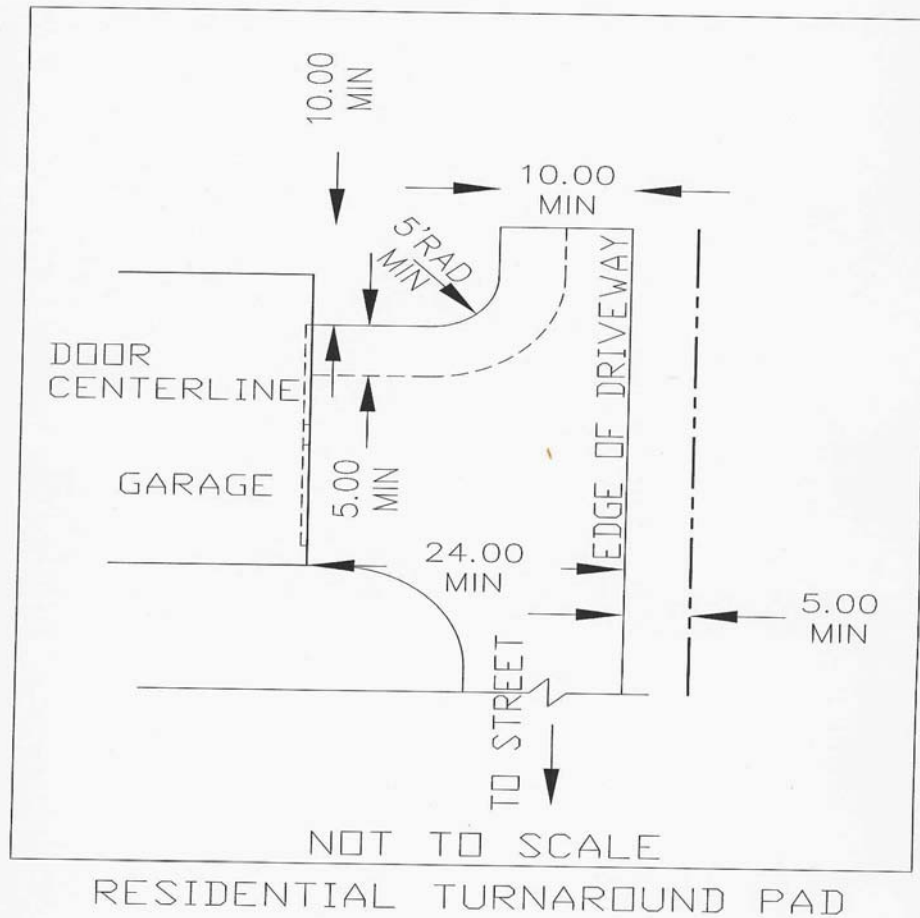 10.00
MIN
10.00
MIN
5'RAD
MIN
DOOR
CENTERLINE
EDGE OF DRIVEWAY
GARAGE
5.00
MIN
24.00
MIN
5.00
MIN
TO STREET
NOT TO SCALE
RESIDENTIAL TURNAROUND PAD